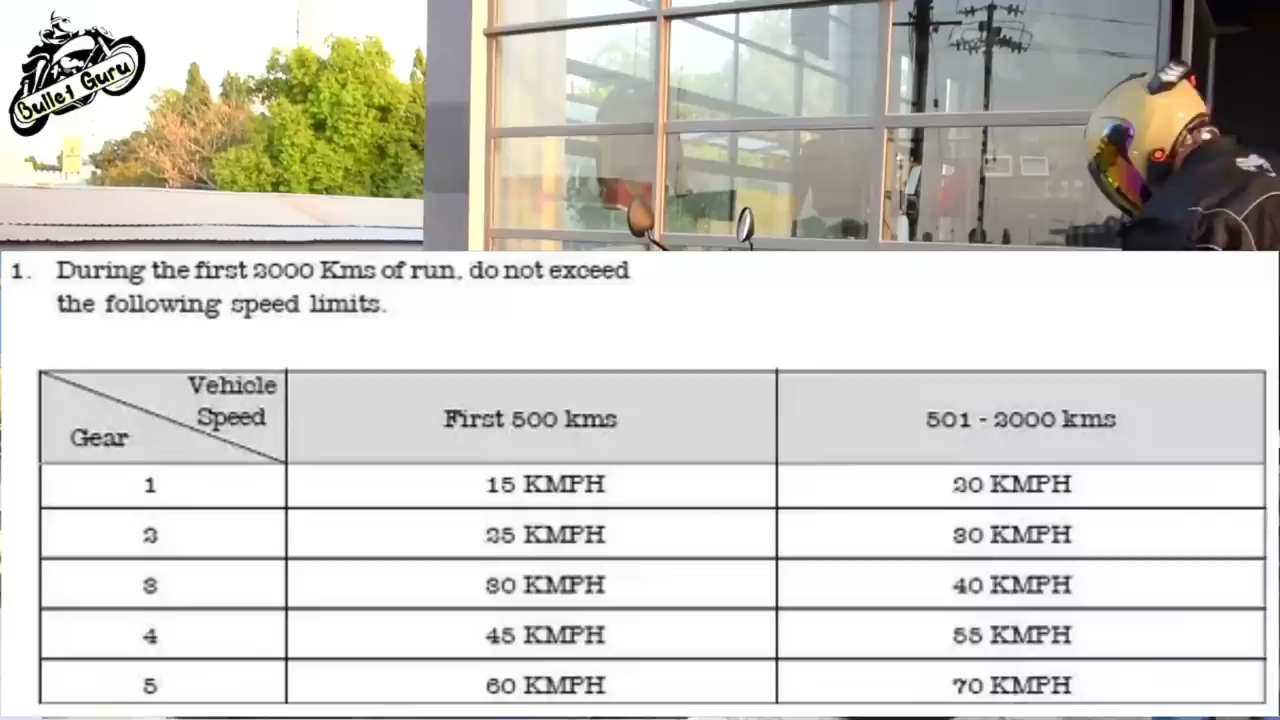 Bullet Guru
1. During the first 2000 Kms of run, do not exceed
the following speed limits.
Vehicle
Speed
Gear
First 500 kms
501 - 2000 kms
1 15 KMPH 20 KMPH
2 25 KMPH 30 KMPH
3 30 KMPH 40 KMPH
4 45 KMPH 55 KMPH
5 60 KMPH 70 KMPH